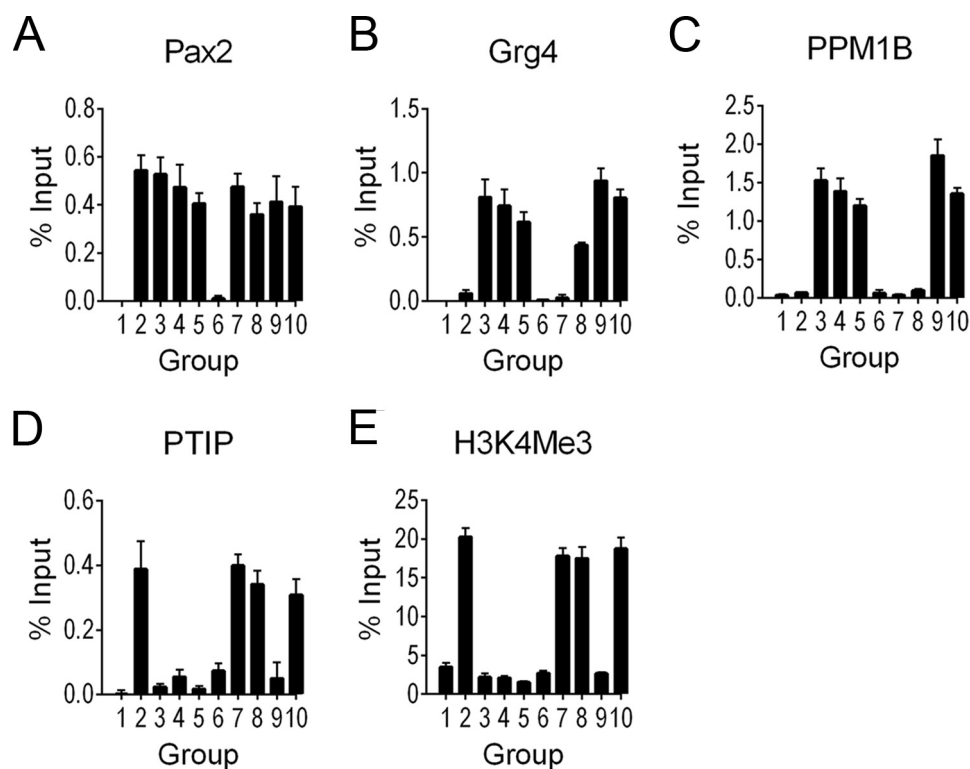 A
Pax2
% Input
0.8
0.6
0.4
0.2
0.0
1 2 3 4 5 6 7 8 9 10
Group
B
Grg4
% Input
1.5
1.0
0.5
0.0
1 2 3 4 5 6 7 8 9 10
Group
C
PPM1B
% Input
2.5
2.0
1.5
1.0
0.5
0.0
1 2 3 4 5 6 7 8 9 10
Group
D
PTIP
% Input
0.6
0.4
0.2
0.0
1 2 3 4 5 6 7 8 9 10
Group
E
H3K4Me3
% Input
25
20
15
10
5
0
1 2 3 4 5 6 7 8 9 10
Group